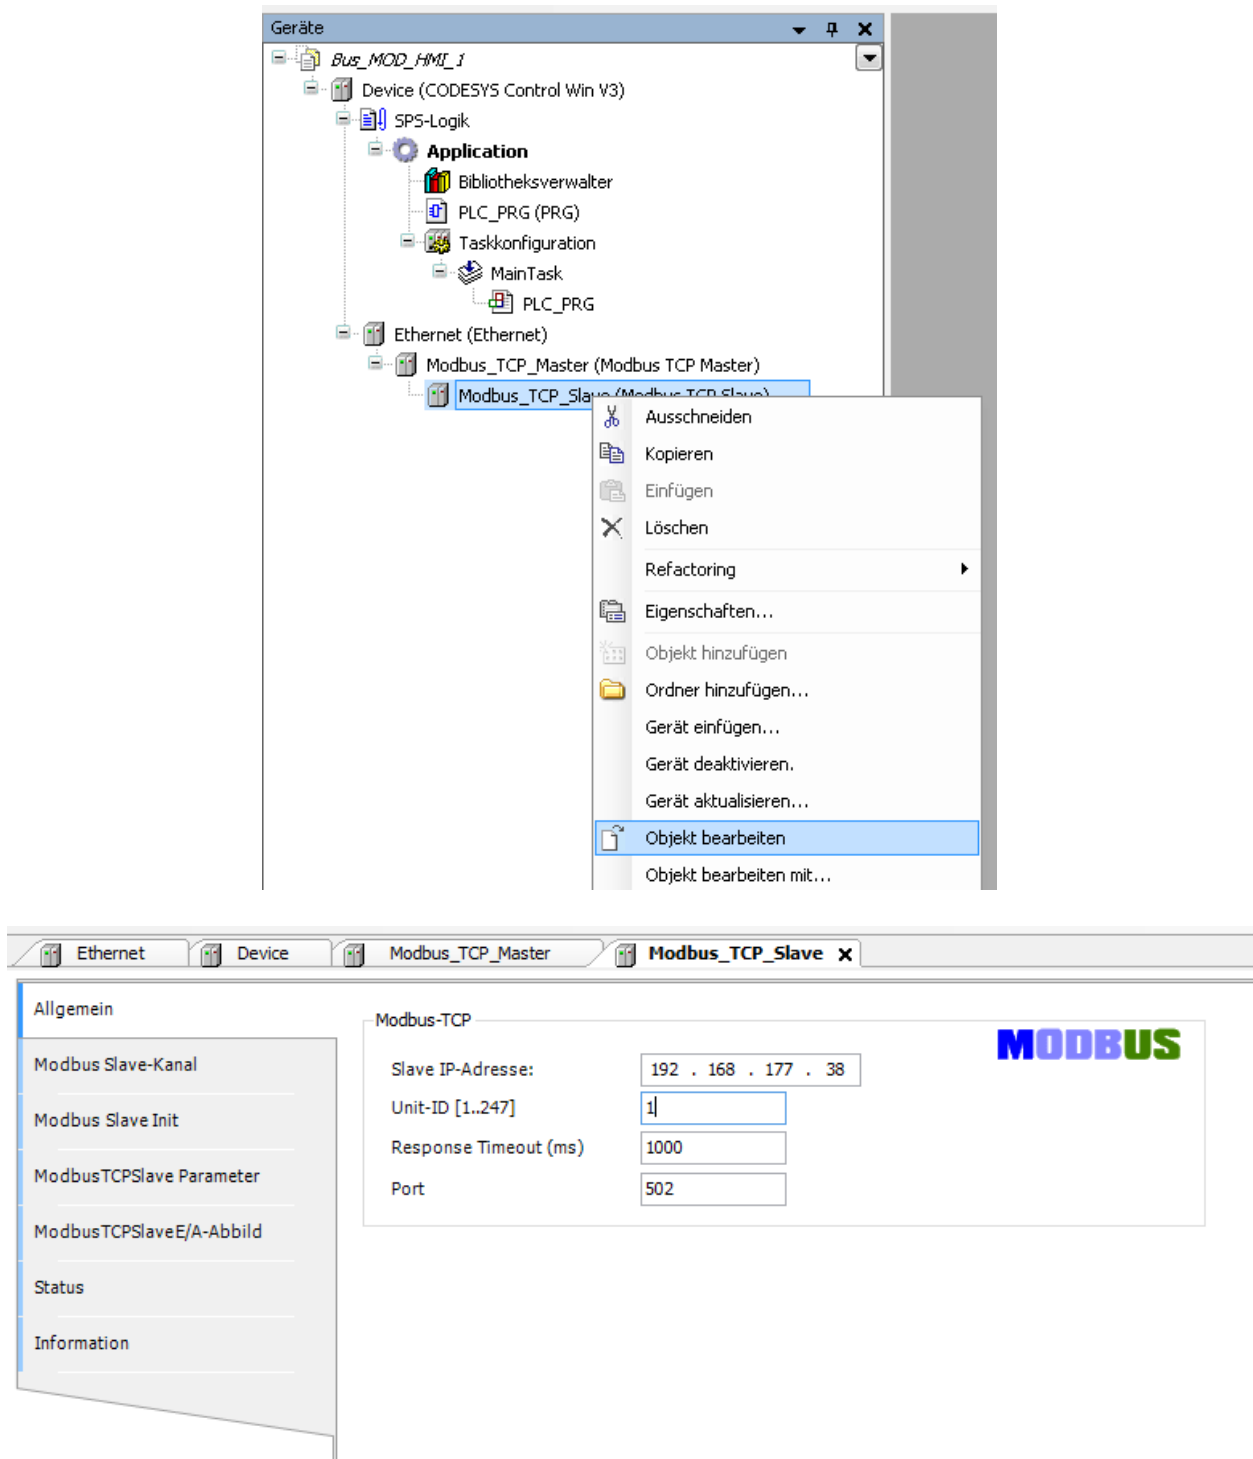 Geräte
Bus_MOD_HMI_1
Device (CODESYS Control Win V3)
SPS-Logik
Application
Bibliotheksverwalter
PLC_PRG (PRG)
Taskkonfiguration
MainTask
PLC_PRG
Ethernet (Ethernet)
Modbus_TCP_Master (Modbus TCP Master)
Modbus_TCP_Slave (Modbus TCP Slave)
Ausschneiden
Kopieren
Einfügen
Löschen
Refactoring
Eigenschaften...
Objekt hinzufügen
Ordner hinzufügen...
Gerät einfügen...
Gerät deaktivieren.
Gerät aktualisieren...
Objekt bearbeiten
Objekt bearbeiten mit...
Ethernet Device Modbus_TCP_Master Modbus_TCP_Slave
Allgemein
Modbus Slave-Kanal
Modbus Slave Init
ModbusTCPSlave Parameter
ModbusTCPSlaveE/A-Abbild
Status
Information
Modbus-TCP
MODBUS
Slave IP-Adresse: 192 . 168 . 177 . 38
Unit-ID [1..247] 1
Response Timeout (ms) 1000
Port 502